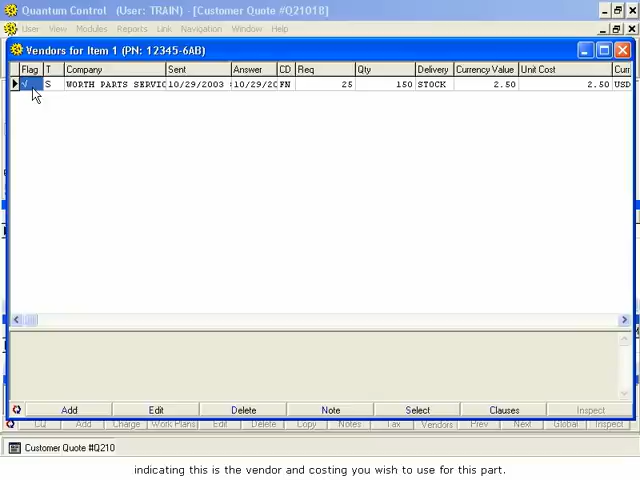 Quantum Control (User: TRAIN) - [Customer Quote #Q2101B]
User View Modules Reports Link Navigation Window Help
Vendors for Item 1 (PN: 12345-6AB)
Flag T Company Sent Answer CD Req Qty Delivery Currency Value Unit Cost Curr
√ S WORTH PARTS SERVIC 10/29/2003 10/29/20 FN 25 150 STOCK 2.50 2.50 USD
Add Edit Delete Note Select Clauses Inspect
CQ Add Charge Work Plans Edit Delete Copy Notes Tax Vendors Prev Next Global Inspect
Customer Quote #Q210
indicating this is the vendor and costing you wish to use for this part.